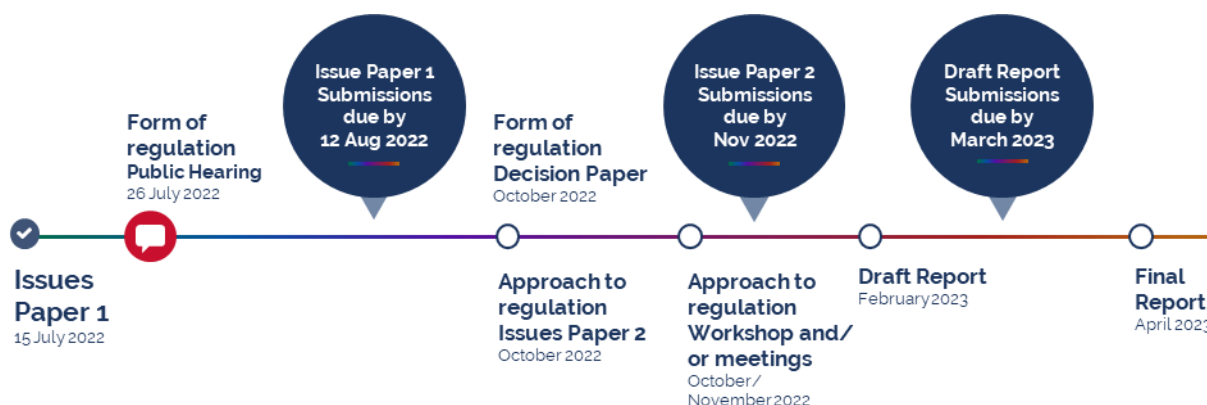 Issue Paper 1
Submissions
due by
12 Aug 2022
Issue Paper 2
Submissions
due by
Nov 2022
Draft Report
Submissions
due by
March 2023
Form of
regulation
Public Hearing
26 July 2022
Form of
regulation
Decision Paper
October 2022
Issues
Paper 1
15 July 2022
Approach to
regulation
Issues Paper 2
October 2022
Approach to
regulation
Workshop and/
or meetings
October/
November 2022
Draft Report
February 2023
Final
Report
April 2023